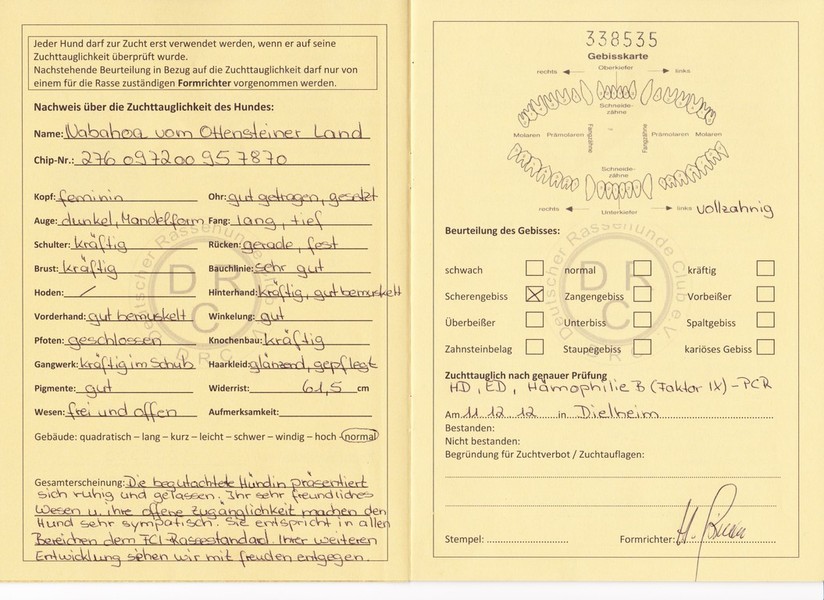 Jeder Hund darf zur Zucht erst verwendet werden, wenn er auf seine
Zuchttauglichkeit überprüft wurde.
Nachstehende Beurteilung in Bezug auf die Zuchttauglichkeit darf nur von
einem für die Rasse zuständigen Formrichter vorgenommen werden.
Nachweis über die Zuchttauglichkeit des Hundes:
Name: Nabahoa vom Ottensteiner Land
Chip-Nr.: 276 097200 957870
Kopf: feminin Ohr: gut getragen, gesetzt
Auge: dunkel, Mandelform Fang: lang, tief
Schulter: kräftig Rücken: gerade, fest
Brust: kräftig Bauchlinie: sehr gut
Hoden: / Hinterhand: kräftig, gut bemuskelt
Vorderhand: gut bemuskelt Winkelung: gut
Pfoten: geschlossen Knochenbau: kräftig
Gangwerk: kräftig im Schub Haarkleid: glänzend, gepflegt
Pigmente: gut Widerrist: 61,5 cm
Wesen: frei und offen Aufmerksamkeit:
Gebäude: quadratisch – lang – kurz – leicht – schwer – windig – hoch – normal
Gesamterscheinung: Die begutachtete Hündin präsentiert
sich ruhig und gelassen. Ihr sehr freundliches
Wesen u. ihre offene Zugänglichkeit machen den
Hund sehr sympatisch. Sie entspricht in allen
Bereichen dem FCI-Rassestandard. Ihrer weiteren
Entwicklung sehen wir mit freuden entgegen.
338535
Gebisskarte
Oberkiefer
rechts links
Schneide-
zähne
Molaren Prämolaren Fangzähne Fangzähne Prämolaren Molaren
Schneide-
zähne
rechts Unterkiefer links vollzahnig
Beurteilung des Gebisses:
schwach normal kräftig
Scherengebiss X Zangengebiss Vorbeißer
Überbeißer Unterbiss Spaltgebiss
Zahnsteinbelag Staupegebiss kariöses Gebiss
Deutscher Rassehunde Club e.V.
DRC
Zuchttauglich nach genauer Prüfung
HD, ED, Hämophilie B (Faktor IX) – PCR
Am 11.12.12 in Dielheim
Bestanden:
Nicht bestanden:
Begründung für Zuchtverbot / Zuchtauflagen:
Stempel: Formrichter: